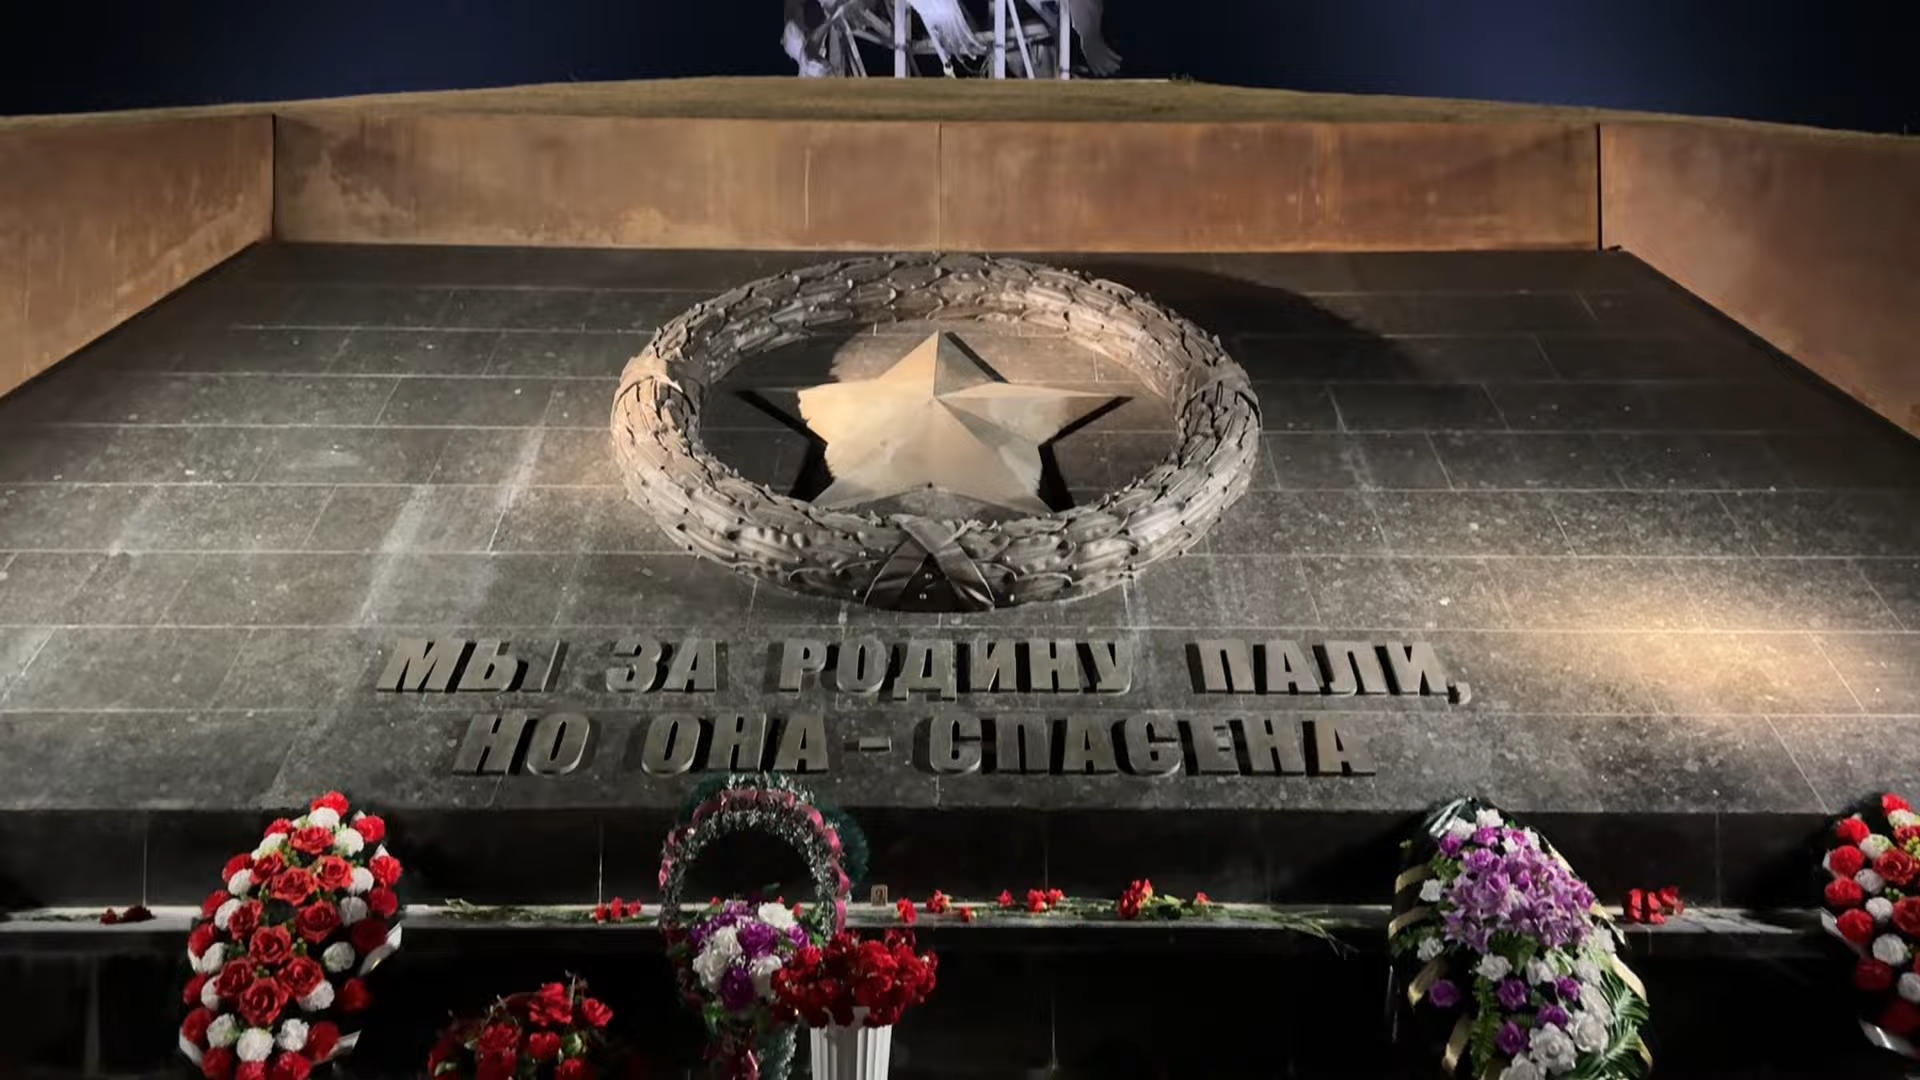 МЫ ЗА РОДИНУ ПАЛИ,
НО ОНА - СПАСЕНА